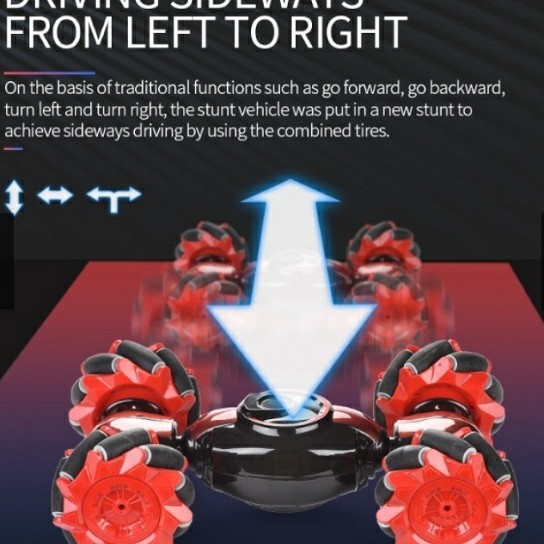 DRIVING SIDEWAYS
FROM LEFT TO RIGHT
On the basis of traditional functions such as go forward, go backward,
turn left and turn right, the stunt vehicle was put in a new stunt to
achieve sideways driving by using the combined tires.